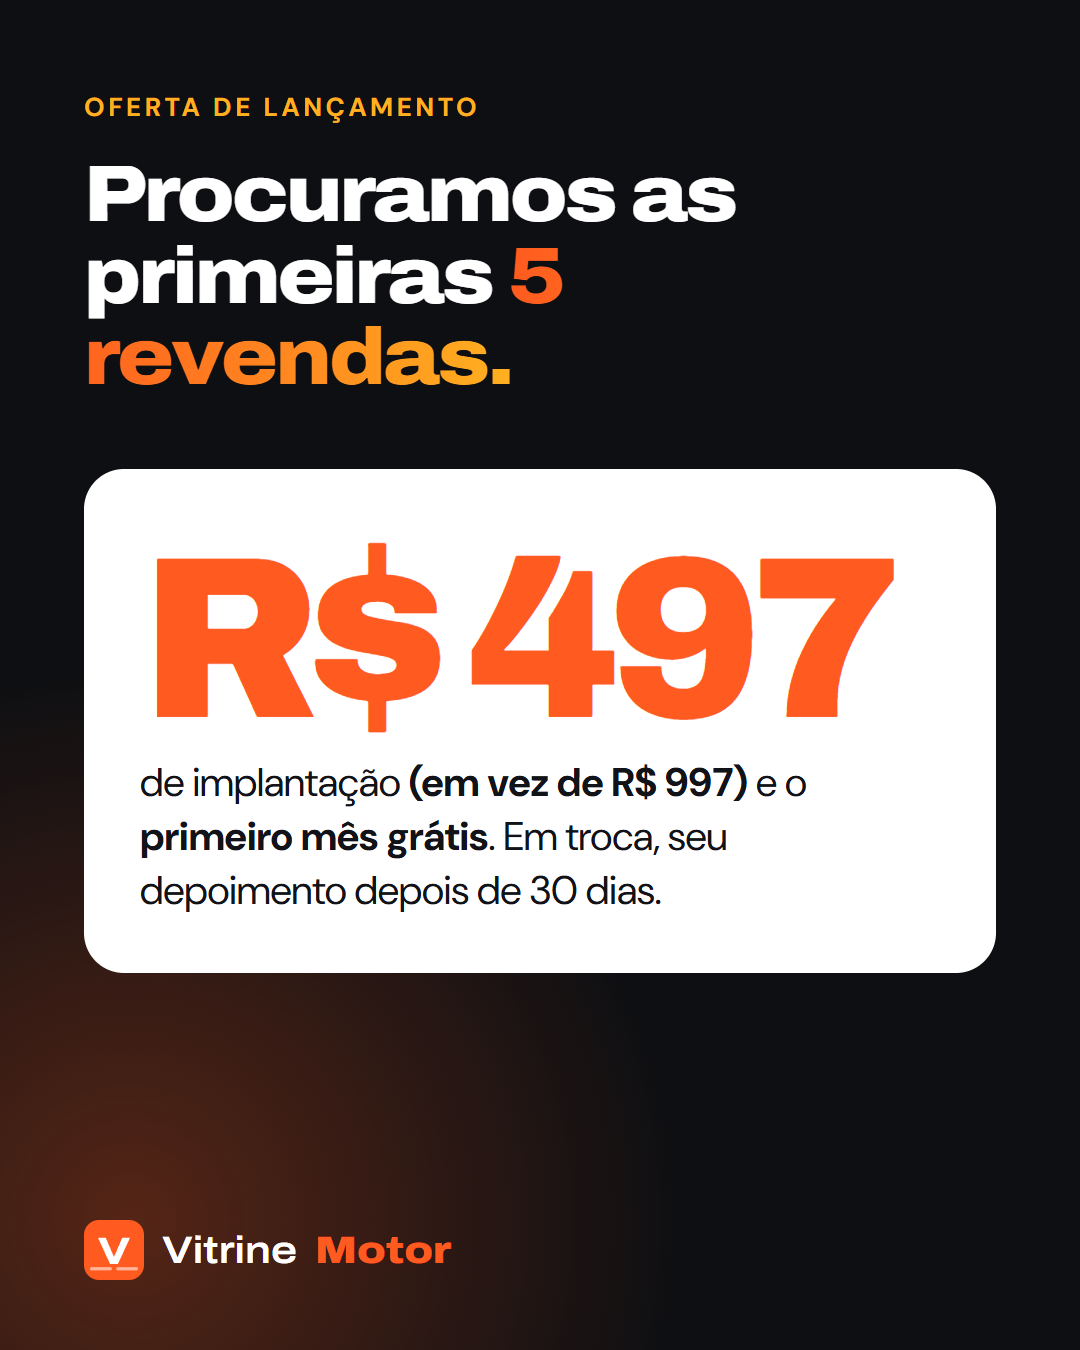 OFERTA DE LANÇAMENTO
Procuramos as
primeiras 5
revendas.
R$ 497
de implantação (em vez de R$ 997) e o
primeiro mês grátis. Em troca, seu
depoimento depois de 30 dias.
V Vitrine Motor